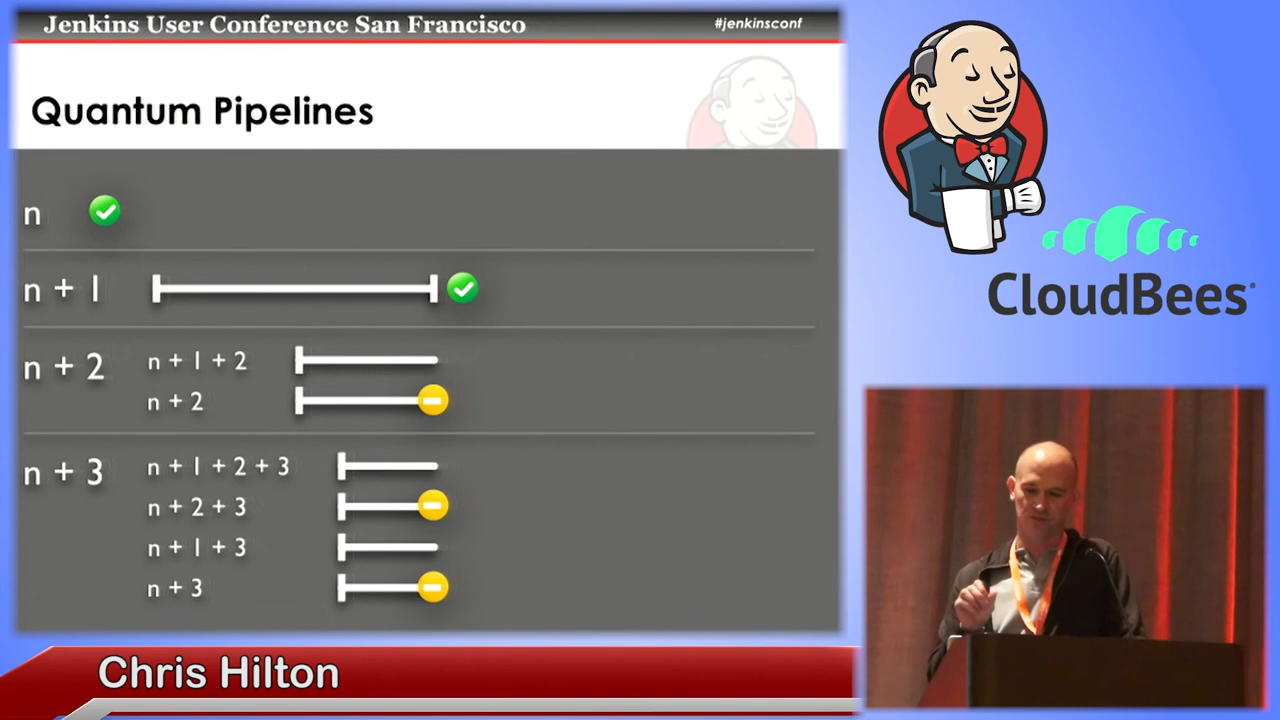 Jenkins User Conference San Francisco
#jenkinsconf
Quantum Pipelines
n
n + 1
n + 2
n + 1 + 2
n + 2
n + 3
n + 1 + 2 + 3
n + 2 + 3
n + 1 + 3
n + 3
CloudBees
Chris Hilton